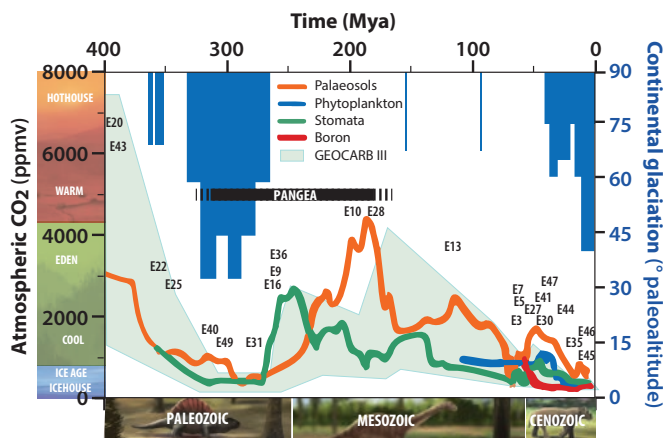 Time (Mya)
400 300 200 100 0
8000
6000
4000
2000
0
Atmospheric CO2 (ppmv)
HOTHOUSE
WARM
EDEN
COOL
ICE AGE
ICEHOUSE
90
75
60
45
30
15
0
Continental glaciation (° palaeoaltitude)
Palaeosols
Phytoplankton
Stomata
Boron
GEOCARB III
PANGEA
E20
E43
E22
E25
E40
E49
E31
E36
E9
E16
E10 E28
E13
E7
E5
E3
E47
E41
E27
E30
E44
E35
E46
E45
PALEOZOIC MESOZOIC CENOZOIC